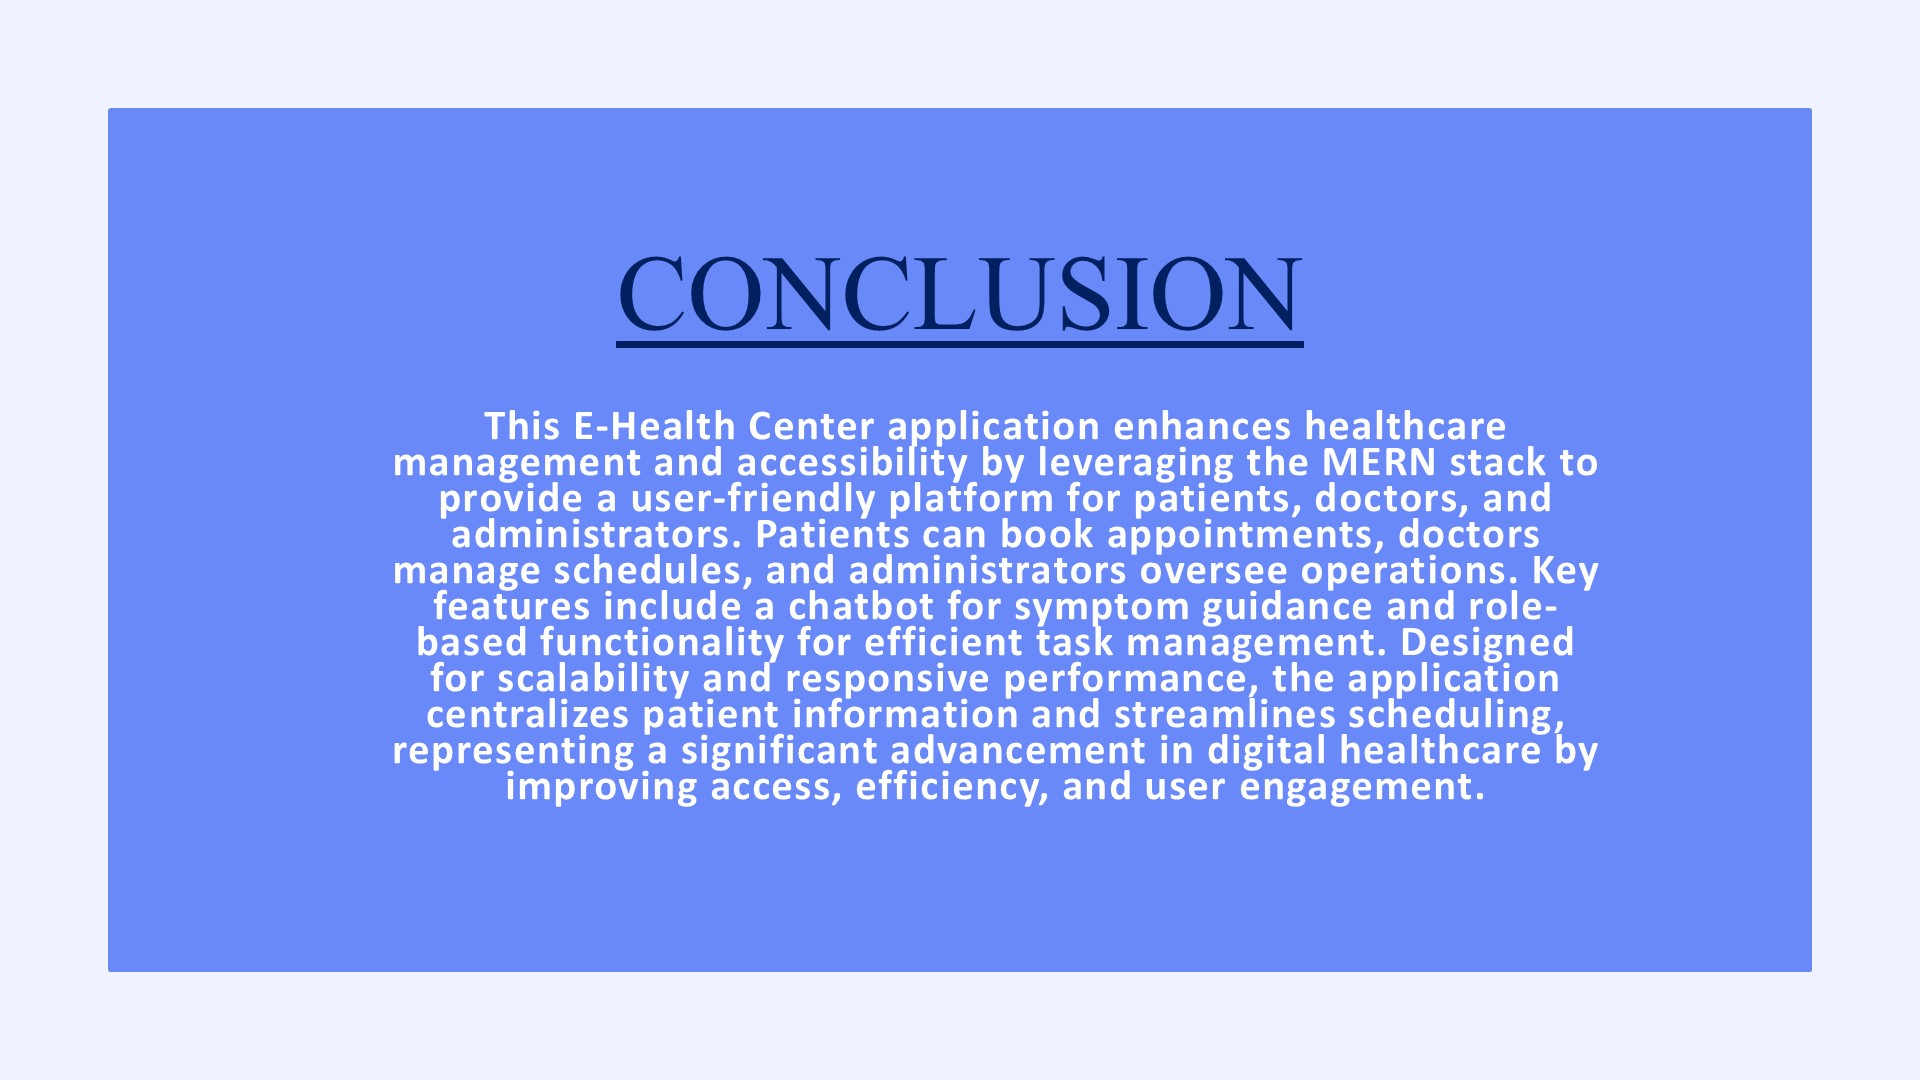 CONCLUSION
This E-Health Center application enhances healthcare
management and accessibility by leveraging the MERN stack to
provide a user-friendly platform for patients, doctors, and
administrators. Patients can book appointments, doctors
manage schedules, and administrators oversee operations. Key
features include a chatbot for symptom guidance and role-
based functionality for efficient task management. Designed
for scalability and responsive performance, the application
centralizes patient information and streamlines scheduling,
representing a significant advancement in digital healthcare by
improving access, efficiency, and user engagement.